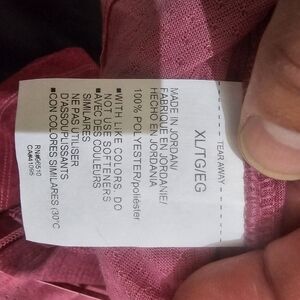 TEAR AWAY
XL/TG/EG
MADE IN JORDAN/
FABRIQUE EN JORDANIE/
HECHO EN JORDANIA
100% POLYESTER/poliéster
■WITH LIKE COLORS. DO
NOT USE SOFTENERS
■AVEC DES COULEURS
SIMILAIRES
NE PAS UTILISER
D'ASSOUPLISSANTS
■CON COLORES SIMILARES (30°C